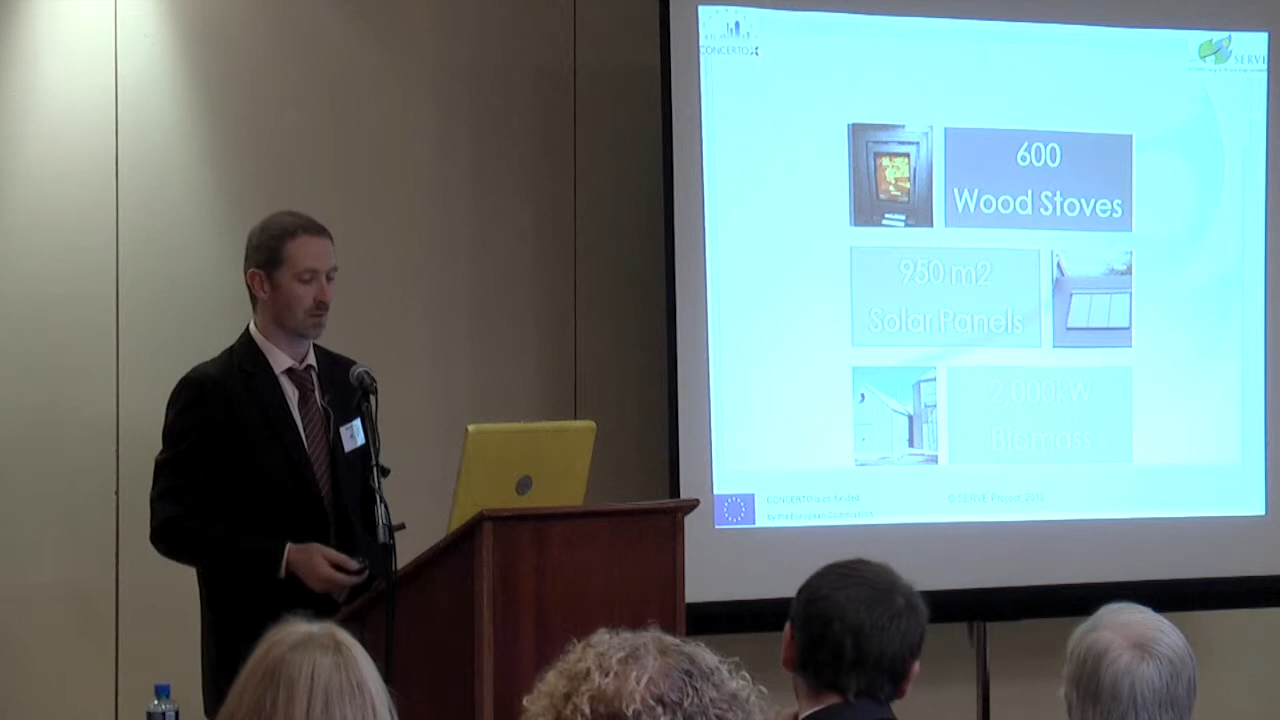 CONCERTO
SERVE
600
Wood Stoves
950 m2
Solar Panels
2,000kW
Biomass
CONCERTO is co-funded
by the European Commission
© SERVE Project, 2010